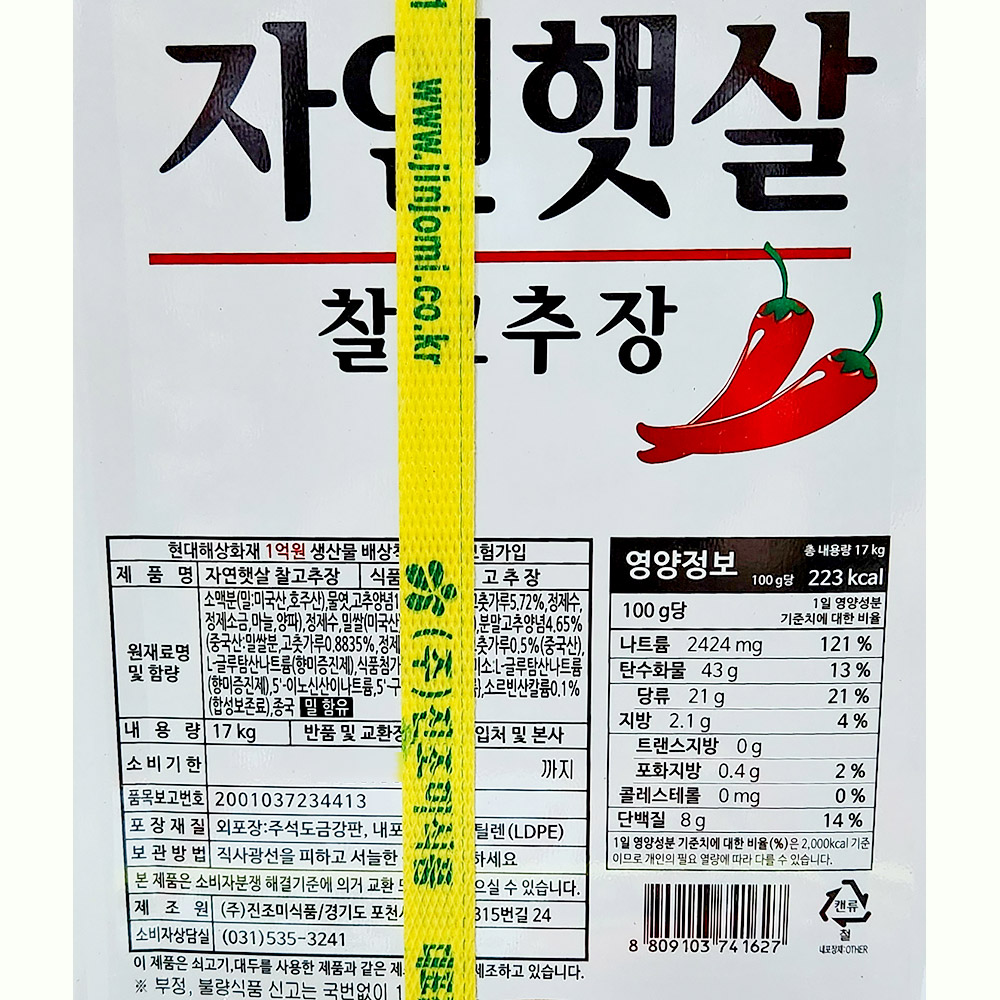 자연햇살
찰고추장
www.jinjomi.co.kr
(주)진조미식품
현대해상화재 1억원 생산물 배상책 보험가입
제 품 명 자연햇살 찰고추장 식품 고추장
원재료명 및 함량
소맥분(밀:미국산,호주산),물엿,고추양념 고춧가루5.72%,정제수,
정제소금,마늘,양파),정제수,밀쌀(미국산 ,분말고추양념4.65%
(중국산:밀쌀분,고춧가루0.8835%,정제 고춧가루0.5%(중국산),
L-글루탐산나트륨(향미증진제),식품첨가 미소:L-글루탐산나트륨
(향미증진제),5'-이노신산이나트륨,5'-구 ,소르빈산칼륨0.1%
(합성보존료),종국 밀 함유
내 용 량 17 kg 반품 및 교환장 입처 및 본사
소비기한 까지
품목보고번호 2001037234413
포장재질 외포장:주석도금강판, 내포 틸렌(LDPE)
보관방법 직사광선을 피하고 서늘한 하세요
본 제품은 소비자분쟁 해결기준에 의거 교환 으실 수 있습니다.
제 조 원 (주)진조미식품/경기도 포천시 315번길 24
소비자상담실 (031)535-3241
이 제품은 쇠고기,대두를 사용한 제품과 같은 제 제조하고 있습니다.
※ 부정, 불량식품 신고는 국번없이 1
영양정보 총 내용량 17 kg
100 g당 223 kcal
100 g당 1일 영양성분 기준치에 대한 비율
나트륨 2424 mg 121 %
탄수화물 43 g 13 %
당류 21 g 21 %
지방 2.1 g 4 %
트랜스지방 0 g
포화지방 0.4 g 2 %
콜레스테롤 0 mg 0 %
단백질 8 g 14 %
1일 영양성분 기준치에 대한 비율(%)은 2,000kcal 기준
이므로 개인의 필요 열량에 따라 다를 수 있습니다.
8 809103 741627
캔류
철
내포장재:OTHER